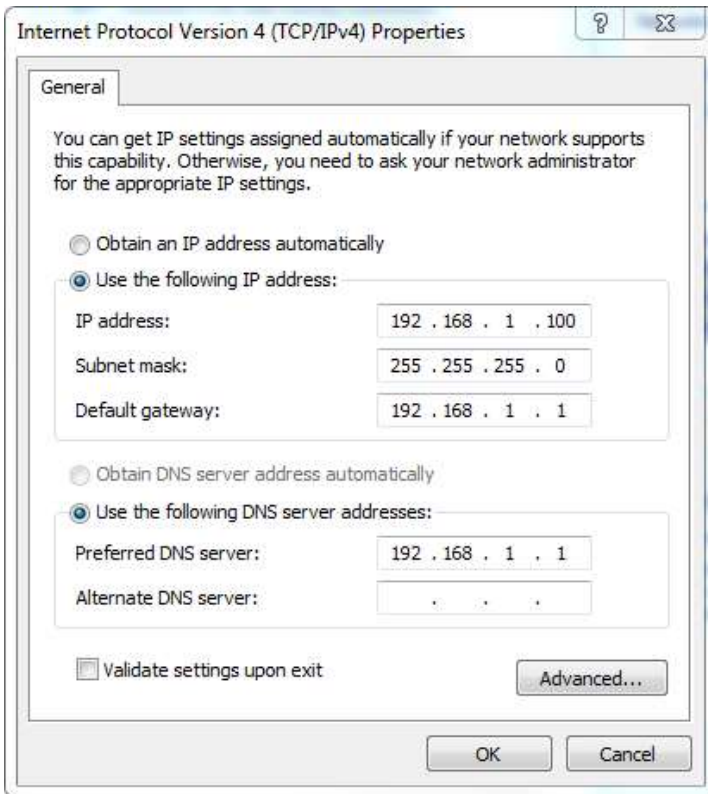 Internet Protocol Version 4 (TCP/IPv4) Properties
General
You can get IP settings assigned automatically if your network supports
this capability. Otherwise, you need to ask your network administrator
for the appropriate IP settings.
Obtain an IP address automatically
Use the following IP address:
IP address: 192 . 168 . 1 . 100
Subnet mask: 255 . 255 . 255 . 0
Default gateway: 192 . 168 . 1 . 1
Obtain DNS server address automatically
Use the following DNS server addresses:
Preferred DNS server: 192 . 168 . 1 . 1
Alternate DNS server: . . .
Validate settings upon exit
Advanced...
OK Cancel